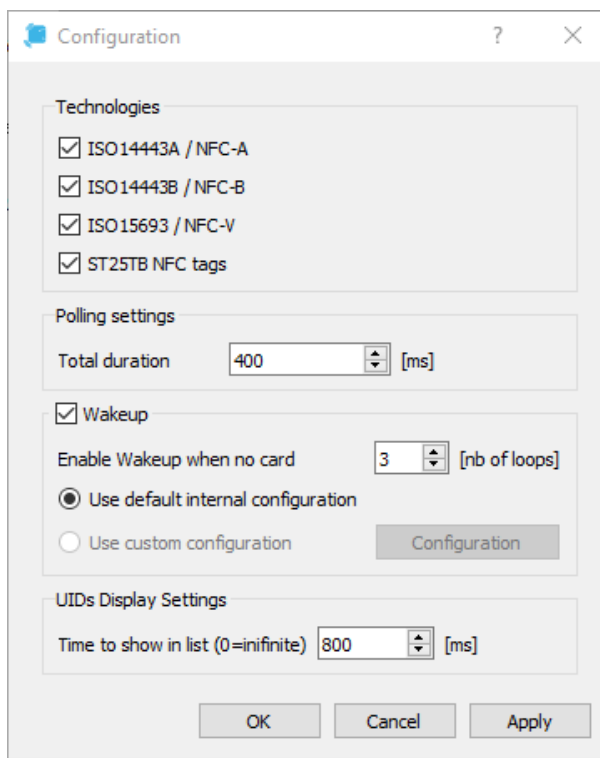 Configuration ?
Technologies
ISO14443A / NFC-A
ISO14443B / NFC-B
ISO15693 / NFC-V
ST25TB NFC tags
Polling settings
Total duration 400 [ms]
Wakeup
Enable Wakeup when no card 3 [nb of loops]
Use default internal configuration
Use custom configuration Configuration
UIDs Display Settings
Time to show in list (0=inifinite) 800 [ms]
OK Cancel Apply